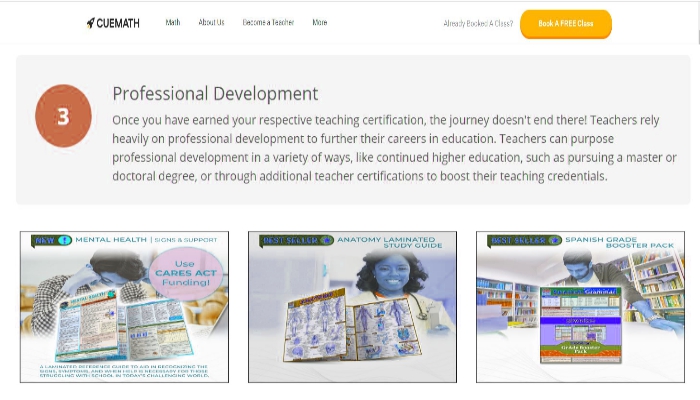 CUEMATH
Math
About Us
Become a Teacher
More
Already Booked A Class?
Book A FREE Class
3
Professional Development
Once you have earned your respective teaching certification, the journey doesn't end there! Teachers rely
heavily on professional development to further their careers in education. Teachers can purpose
professional development in a variety of ways, like continued higher education, such as pursuing a master or
doctoral degree, or through additional teacher certifications to boost their teaching credentials.
NEW
MENTAL HEALTH | SIGNS & SUPPORT
Use
CARES ACT
Funding!
MENTAL HEALTH
A LAMINATED REFERENCE GUIDE TO AID IN RECOGNIZING THE
SIGNS, SYMPTOMS, AND WHEN HELP IS NECESSARY FOR THOSE
STRUGGLING WITH SCHOOL IN TODAY'S CHALLENGING WORLD.
BEST SELLER
ANATOMY LAMINATED
STUDY GUIDE
BEST SELLER
SPANISH GRADE
BOOSTER PACK
Grammar
Grade Booster
Pack